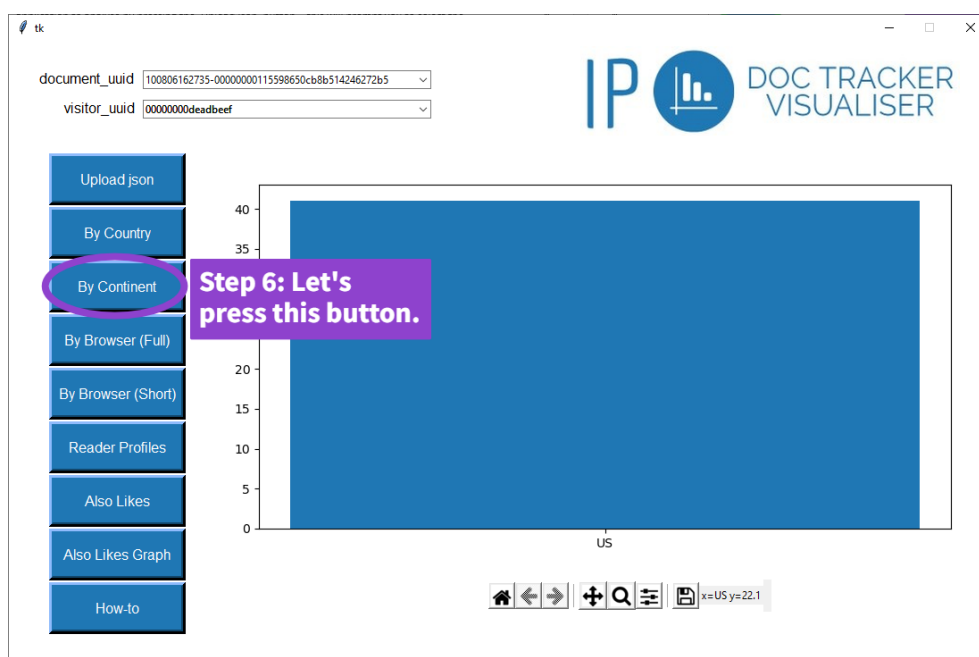 tk
document_uuid 100806162735-00000000115598650cb8b514246272b5
visitor_uuid 00000000deadbeef
IP DOC TRACKER
VISUALISER
Upload json
By Country
By Continent
By Browser (Full)
By Browser (Short)
Reader Profiles
Also Likes
Also Likes Graph
How-to
Step 6: Let's
press this button.
40
35
20
15
10
5
0
US
x=US y=22.1